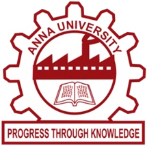 ANNA UNIVERSITY
PROGRESS THROUGH KNOWLEDGE